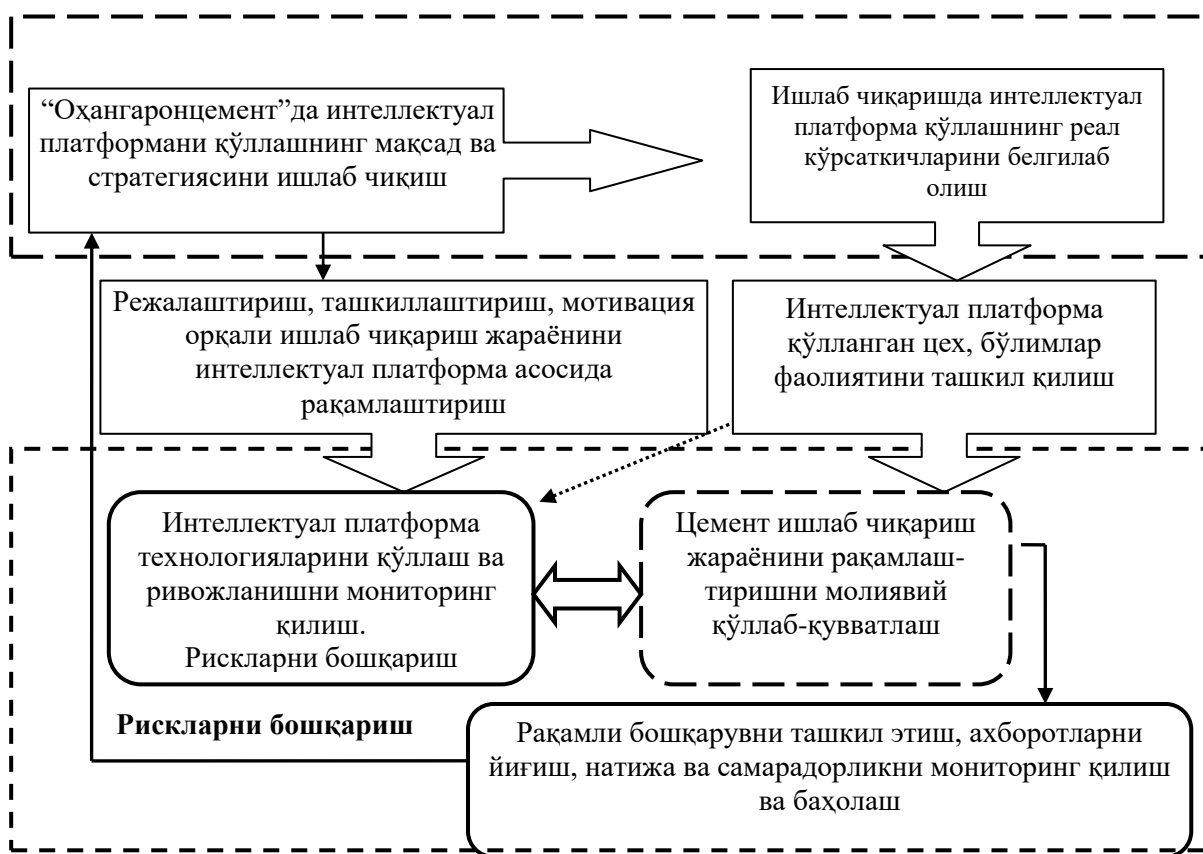 “Оҳангаронцемент”да интеллектуал
платформани қўллашнинг мақсад ва
стратегиясини ишлаб чиқиш
Ишлаб чиқаришда интеллектуал
платформа қўллашнинг реал
кўрсаткичларини белгилаб
олиш
Режалаштириш, ташкиллаштириш, мотивация
орқали ишлаб чиқариш жараёнини
интеллектуал платформа асосида
рақамлаштириш
Интеллектуал платформа
қўлланган цех, бўлимлар
фаолиятини ташкил қилиш
Интеллектуал платформа
технологияларини қўллаш ва
ривожланишни мониторинг
қилиш.
Рискларни бошқариш
Цемент ишлаб чиқариш
жараёнини рақамлаш-
тиришни молиявий
қўллаб-қувватлаш
Рискларни бошқариш
Рақамли бошқарувни ташкил этиш, ахборотларни
йиғиш, натижа ва самарадорликни мониторинг қилиш
ва баҳолаш